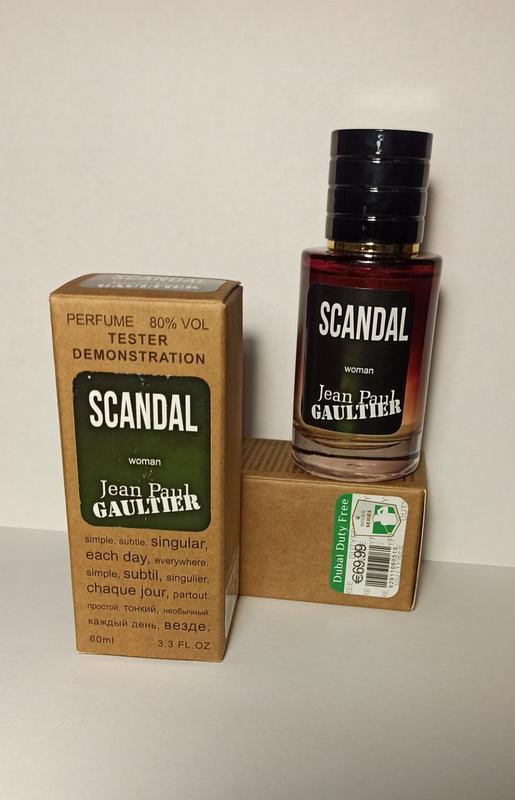 SCANDAL
PERFUME 80% VOL
TESTER
DEMONSTRATION
SCANDAL
woman
Jean Paul
GAULTIER
simple, subtle, singular,
each day, everywhere.
simple, subtil, singulier,
chaque jour, partout.
простой, тонкий, необычный.
каждый день, везде.
60ml 3.3 FL.OZ
SCANDAL
woman
Jean Paul
GAULTIER
Dubai Duty Free
€69.99